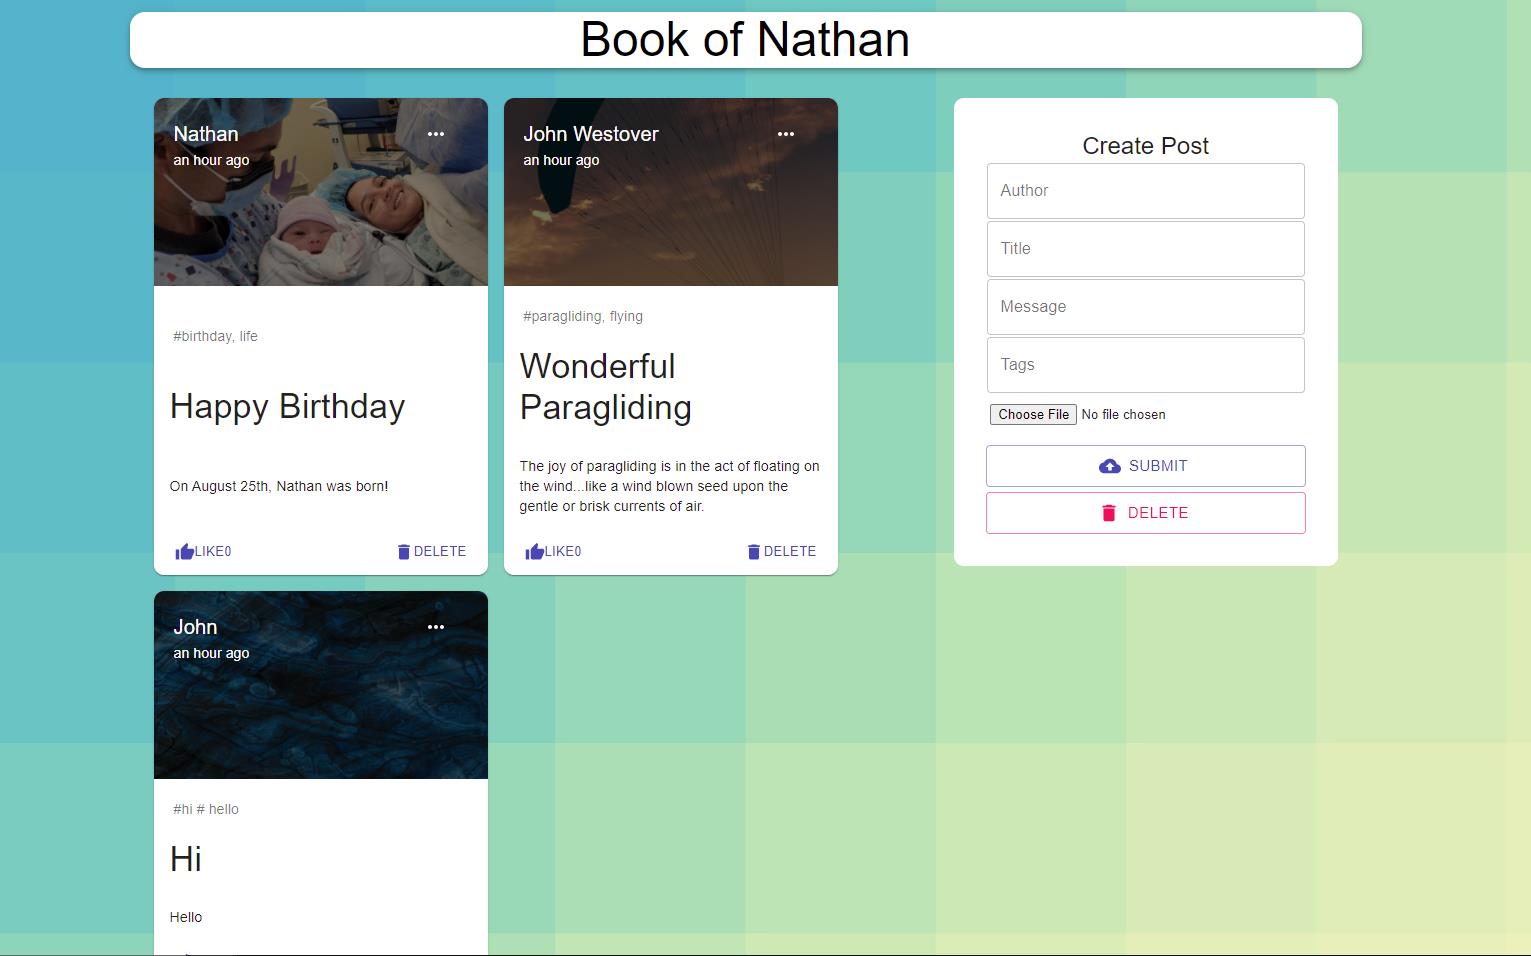 Book of Nathan
Nathan
an hour ago
#birthday, life
Happy Birthday
On August 25th, Nathan was born!
LIKE0
DELETE
John Westover
an hour ago
#paragliding, flying
Wonderful
Paragliding
The joy of paragliding is in the act of floating on
the wind...like a wind blown seed upon the
gentle or brisk currents of air.
LIKE0
DELETE
John
an hour ago
#hi # hello
Hi
Hello
Create Post
Author
Title
Message
Tags
Choose File No file chosen
SUBMIT
DELETE